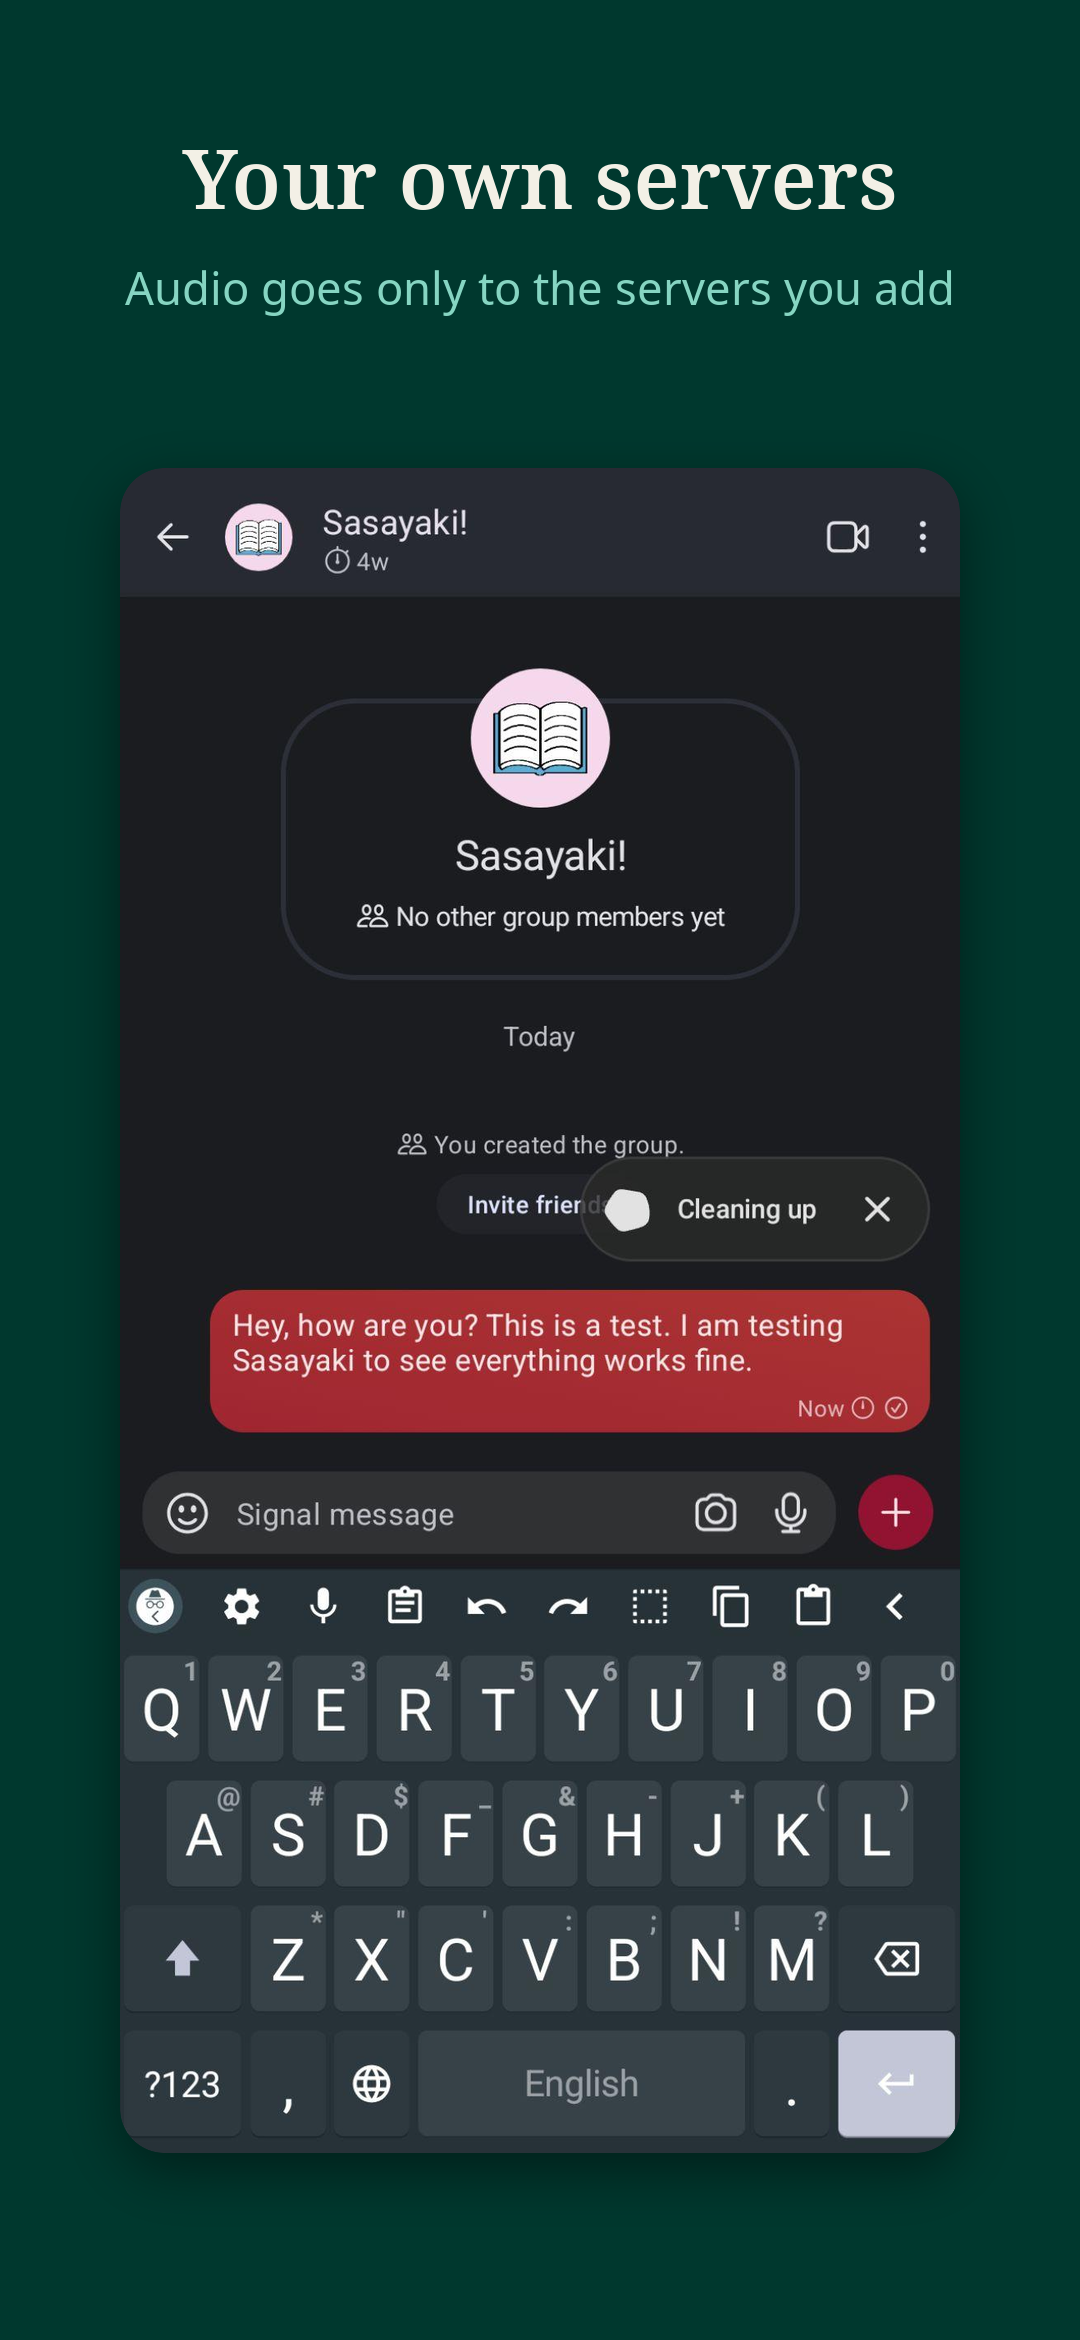 Your own servers
Audio goes only to the servers you add
Sasayaki!
4w
Sasayaki!
No other group members yet
Today
You created the group.
Invite friends
Cleaning up
Hey, how are you? This is a test. I am testing
Sasayaki to see everything works fine.
Now
Signal message
1 2 3 4 5 6 7 8 9 0
Q W E R T Y U I O P
@ # $ _ & - + ( )
A S D F G H J K L
* " ' : ; ! ?
Z X C V B N M
?123 , English .